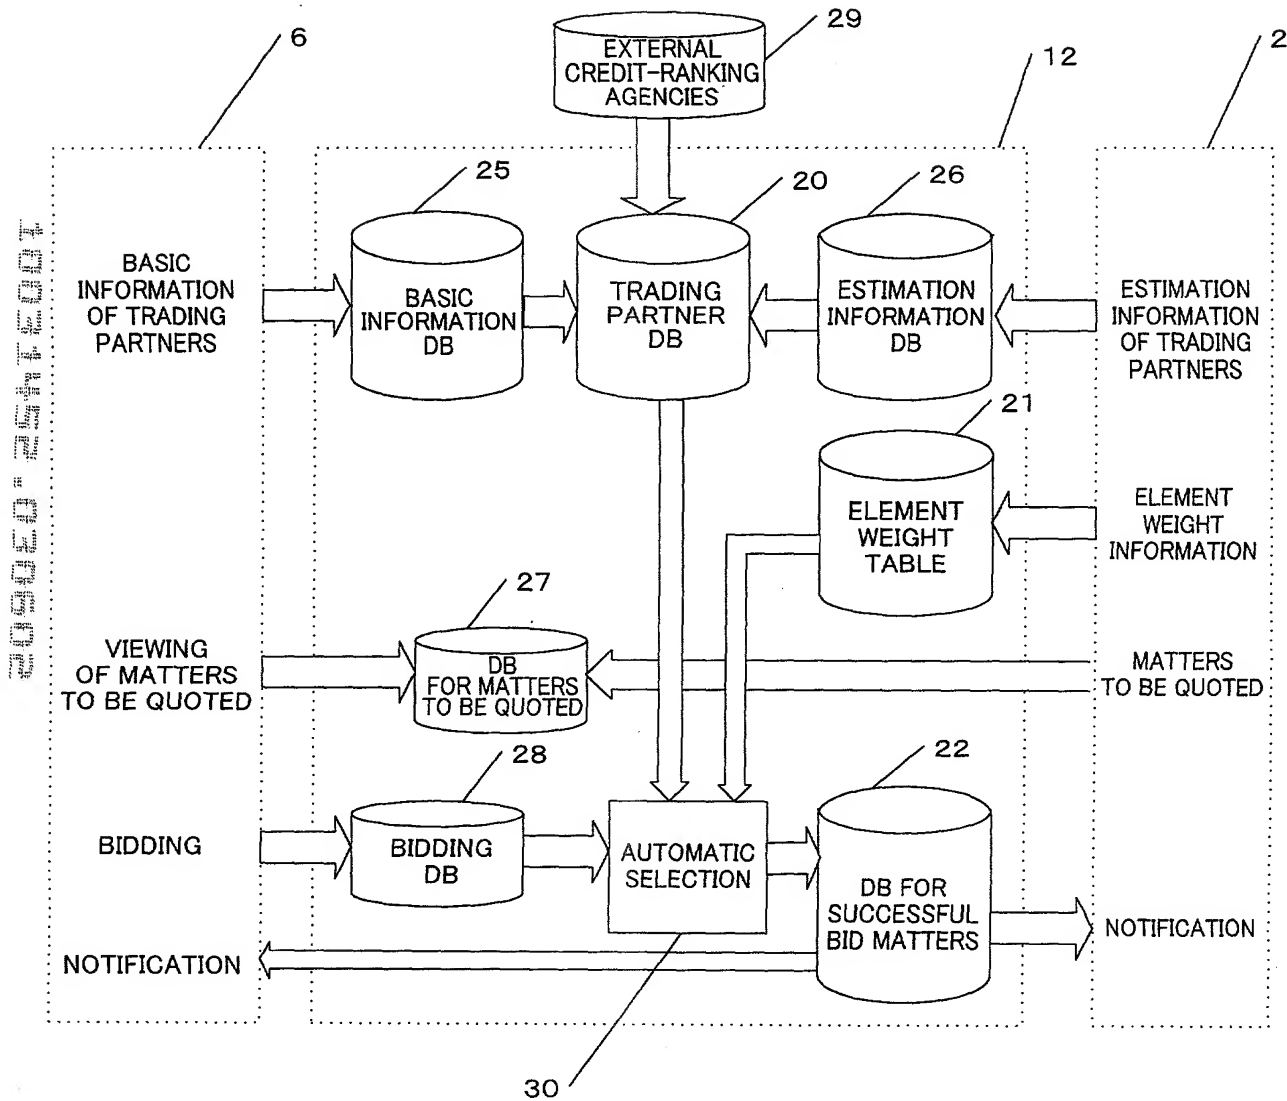 6
29
12
2
EXTERNAL
CREDIT-RANKING
AGENCIES
25
20
26
BASIC
INFORMATION
OF TRADING
PARTNERS
BASIC
INFORMATION
DB
TRADING
PARTNER
DB
ESTIMATION
INFORMATION
DB
ESTIMATION
INFORMATION
OF TRADING
PARTNERS
21
ELEMENT
WEIGHT
TABLE
ELEMENT
WEIGHT
INFORMATION
27
VIEWING
OF MATTERS
TO BE QUOTED
DB
FOR MATTERS
TO BE QUOTED
MATTERS
TO BE QUOTED
28
22
BIDDING
BIDDING
DB
AUTOMATIC
SELECTION
DB FOR
SUCCESSFUL
BID MATTERS
NOTIFICATION
NOTIFICATION
30
10031452.030602